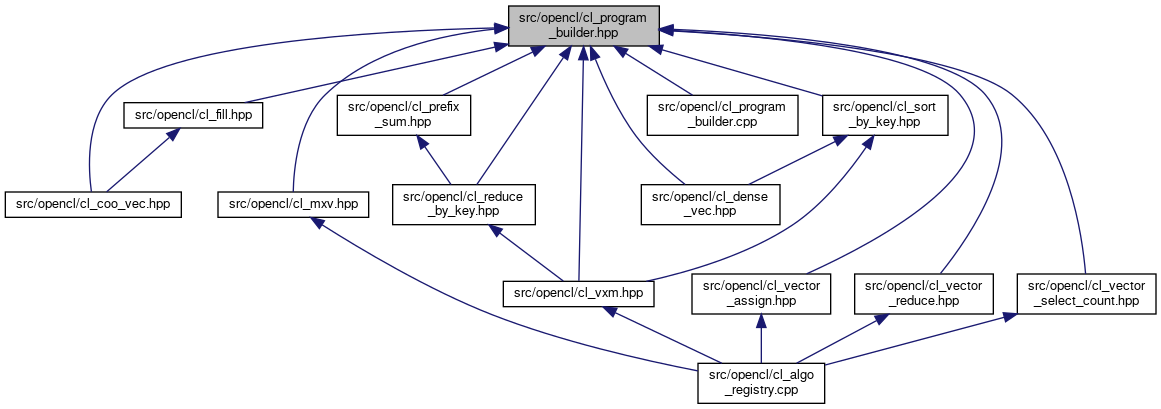 src/opencl/cl_program
_builder.hpp
src/opencl/cl_fill.hpp
src/opencl/cl_prefix
_sum.hpp
src/opencl/cl_program
_builder.cpp
src/opencl/cl_sort
_by_key.hpp
src/opencl/cl_coo_vec.hpp
src/opencl/cl_mxv.hpp
src/opencl/cl_reduce
_by_key.hpp
src/opencl/cl_dense
_vec.hpp
src/opencl/cl_vxm.hpp
src/opencl/cl_vector
_assign.hpp
src/opencl/cl_vector
_reduce.hpp
src/opencl/cl_vector
_select_count.hpp
src/opencl/cl_algo
_registry.cpp